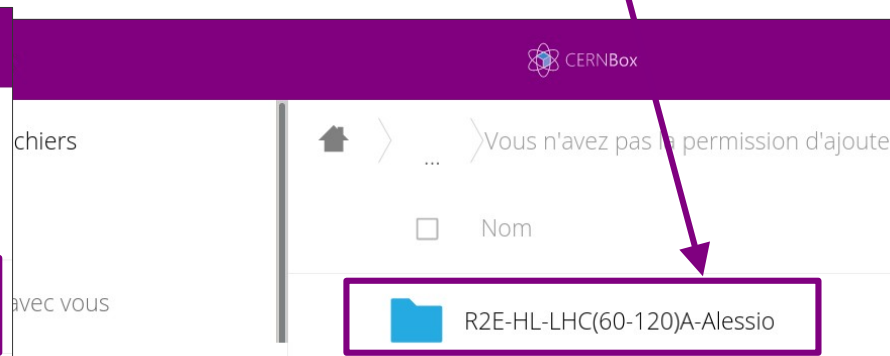 CERNBox
chiers
...
Vous n'avez pas la permission d'ajoute
Nom
avec vous
R2E-HL-LHC(60-120)A-Alessio